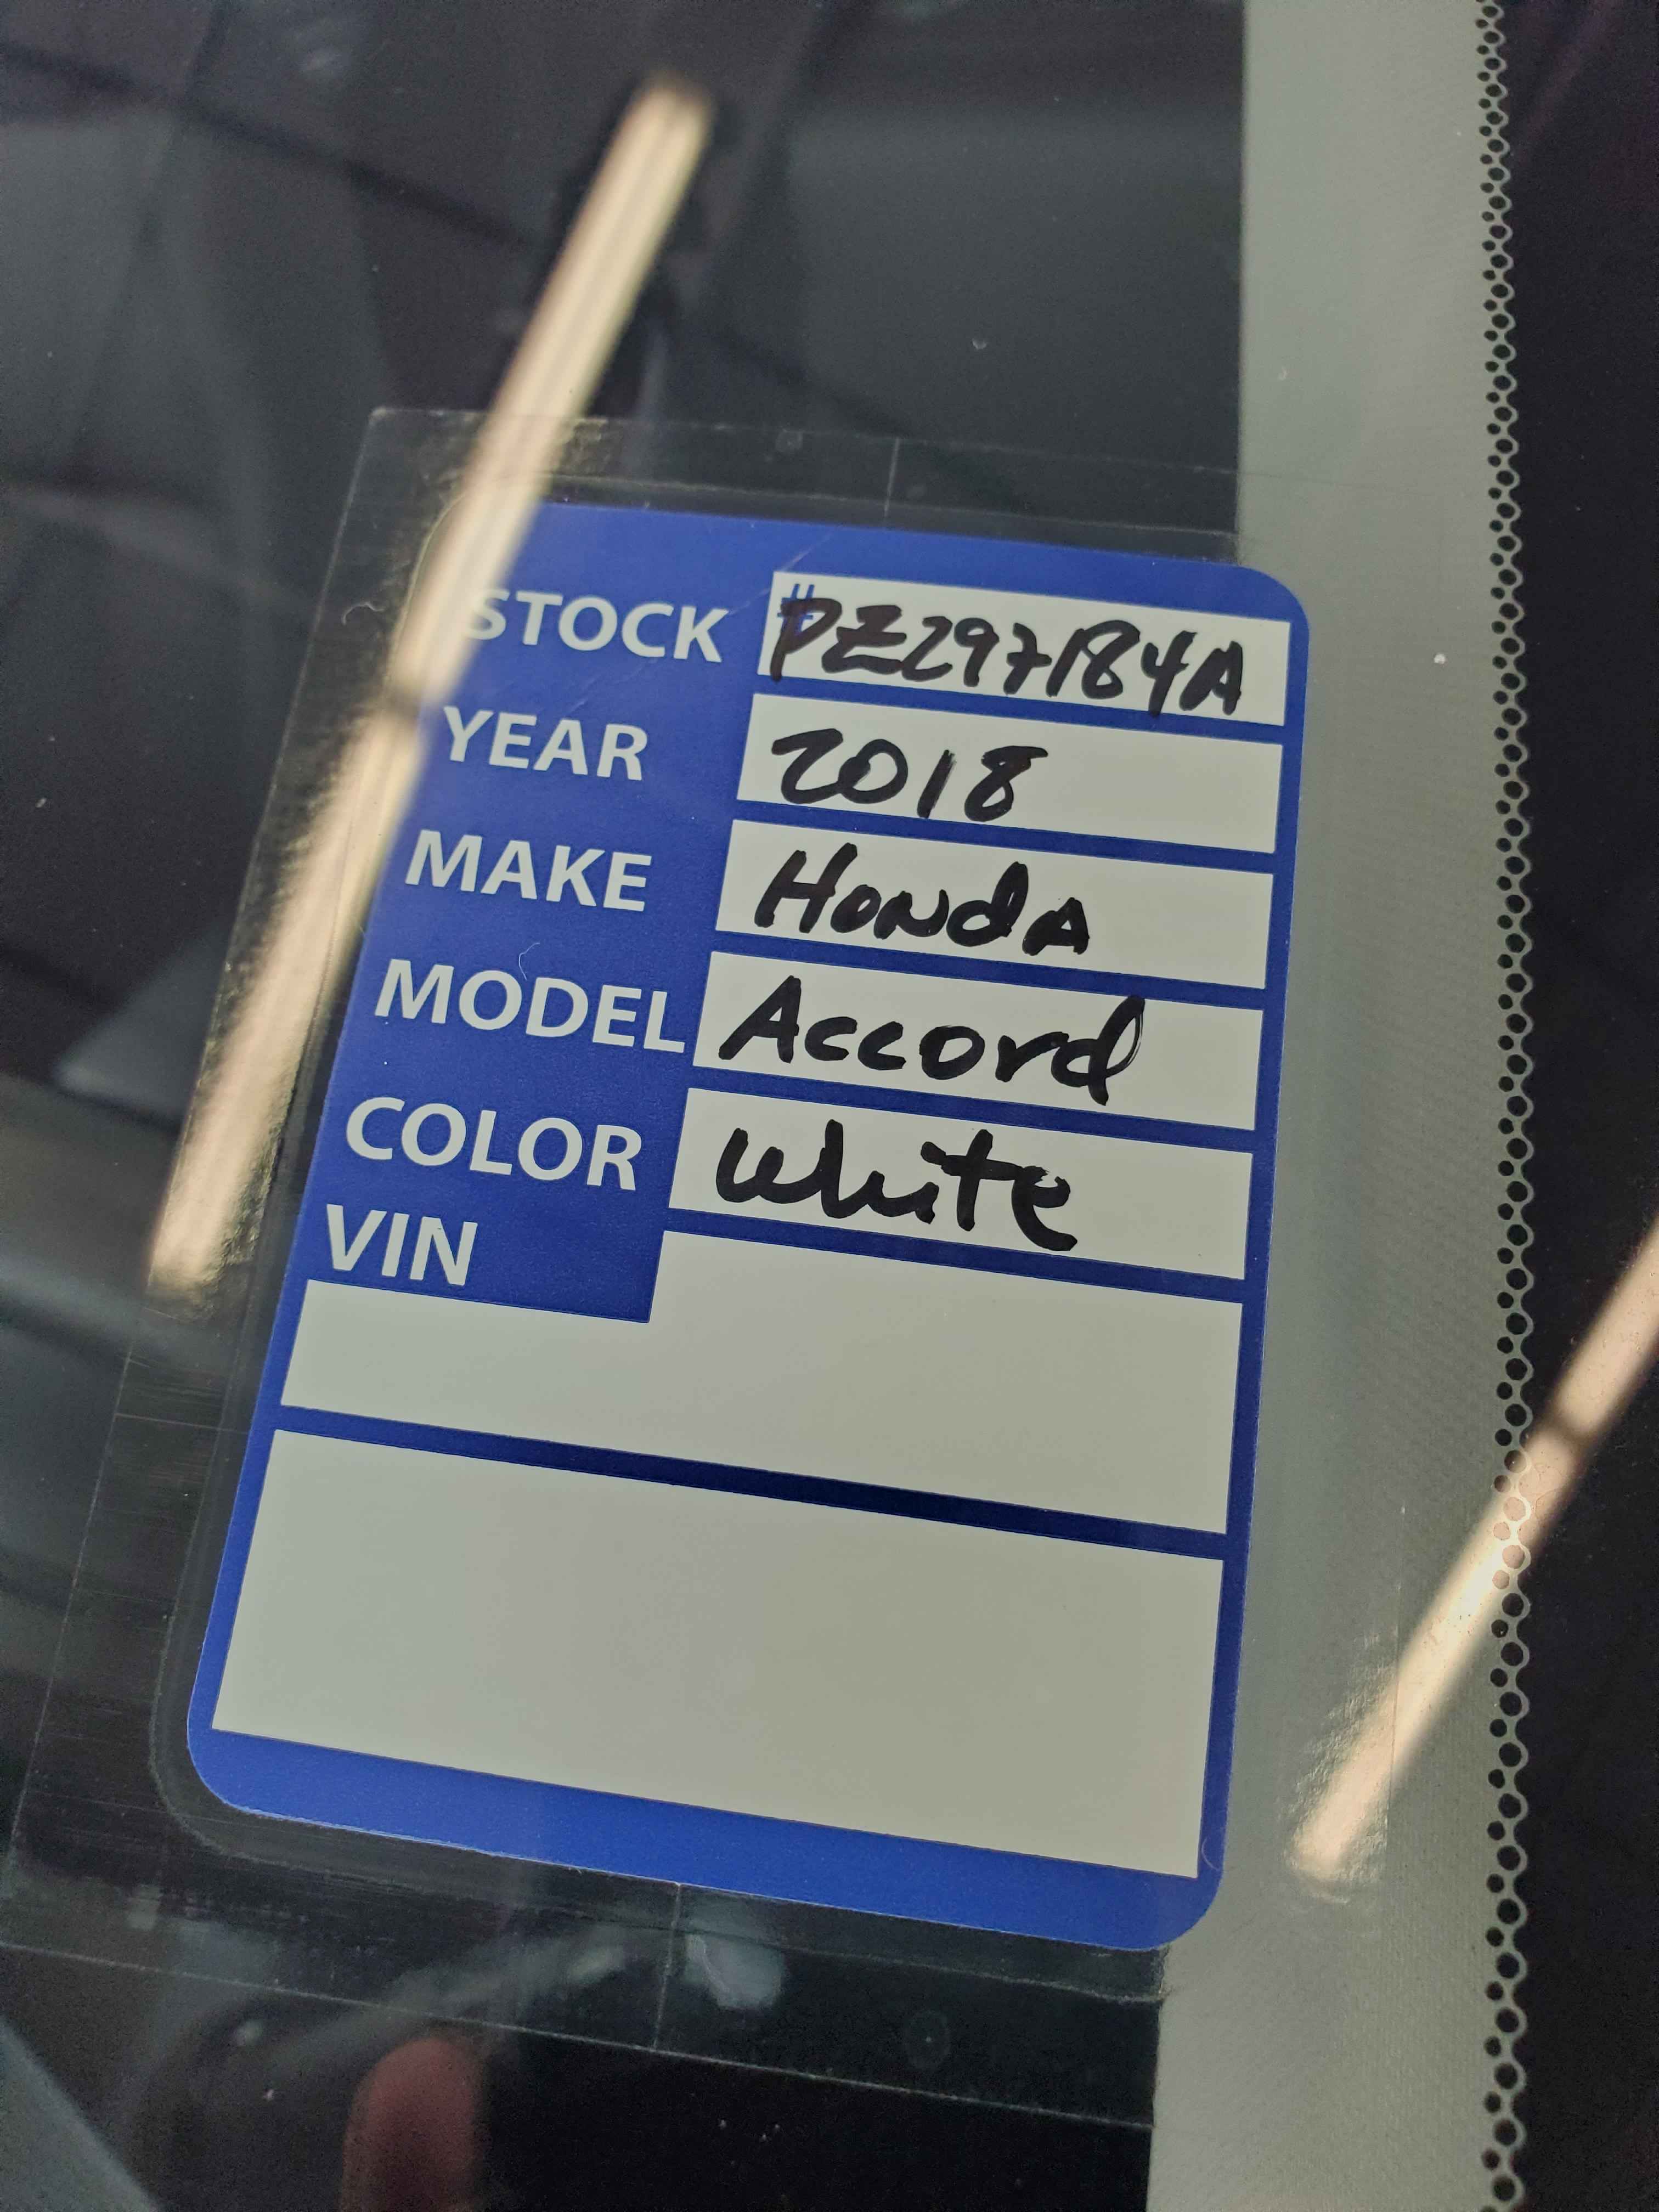 STOCK #PZ297184A
YEAR 2018
MAKE HondA
MODEL Accord
COLOR White
VIN